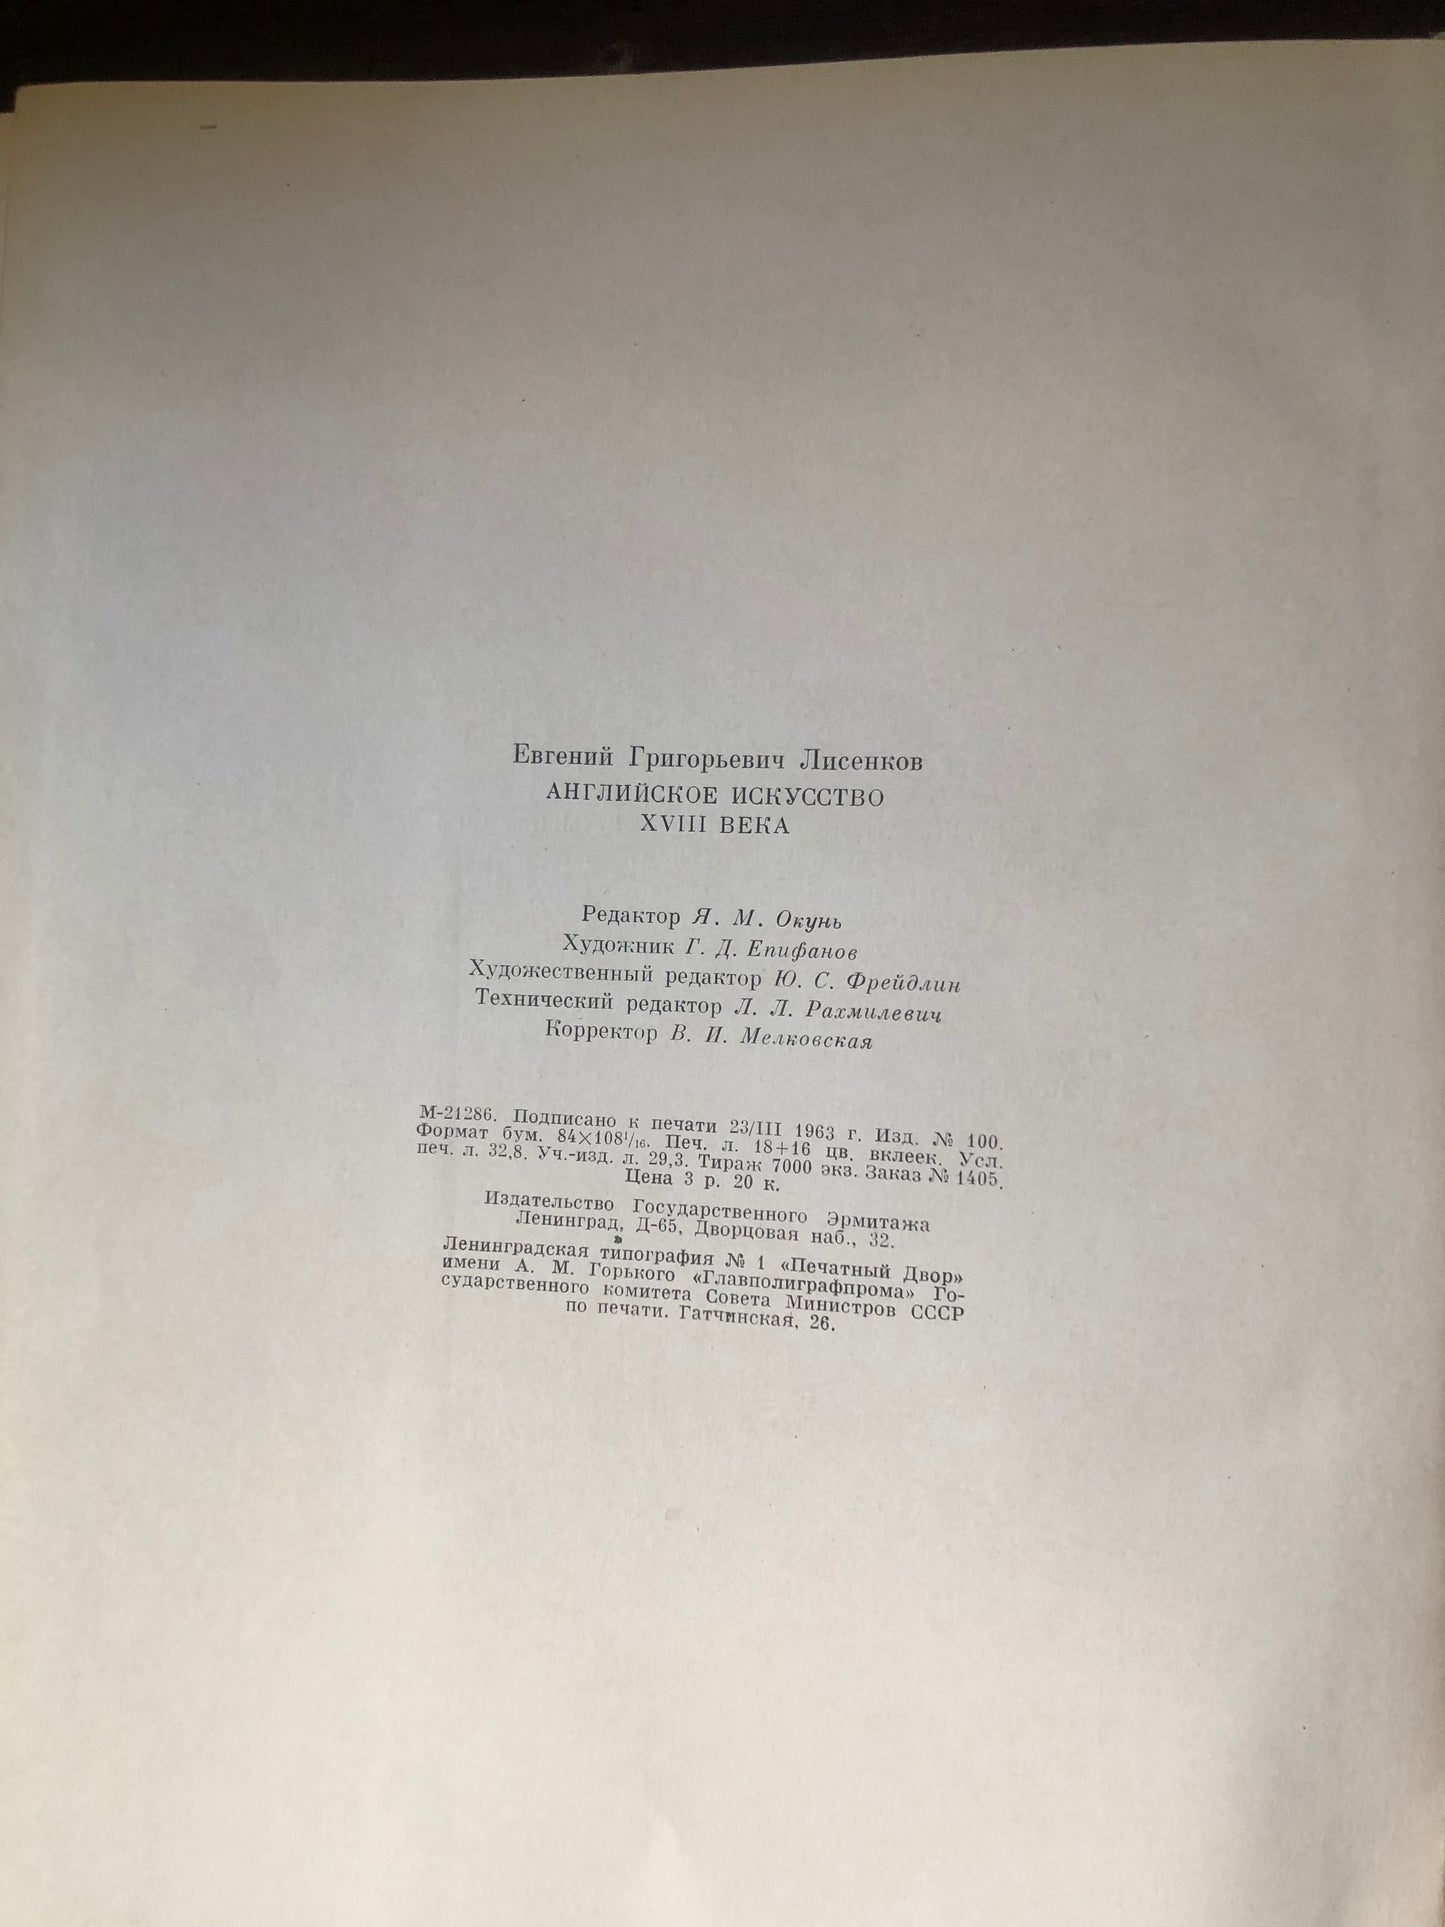 Евгений Григорьевич Лисенков
АНГЛИЙСКОЕ ИСКУССТВО
XVIII ВЕКА
Редактор Я. М. Окунь
Художник Г. Д. Епифанов
Художественный редактор Ю. С. Фрейдлин
Технический редактор Л. Л. Рахмилевич
Корректор В. И. Мелковская
М-21286. Подписано к печати 23/III 1963 г. Изд. № 100.
Формат бум. 84×108¹/₁₆. Печ. л. 18+16 цв. вклеек. Усл.
печ. л. 32,8. Уч.-изд. л. 29,3. Тираж 7000 экз. Заказ № 1405.
Цена 3 р. 20 к.
Издательство Государственного Эрмитажа
Ленинград, Д-65, Дворцовая наб., 32.
Ленинградская типография № 1 «Печатный Двор»
имени А. М. Горького «Главполиграфпрома» Го-
сударственного комитета Совета Министров СССР
по печати. Гатчинская, 26.